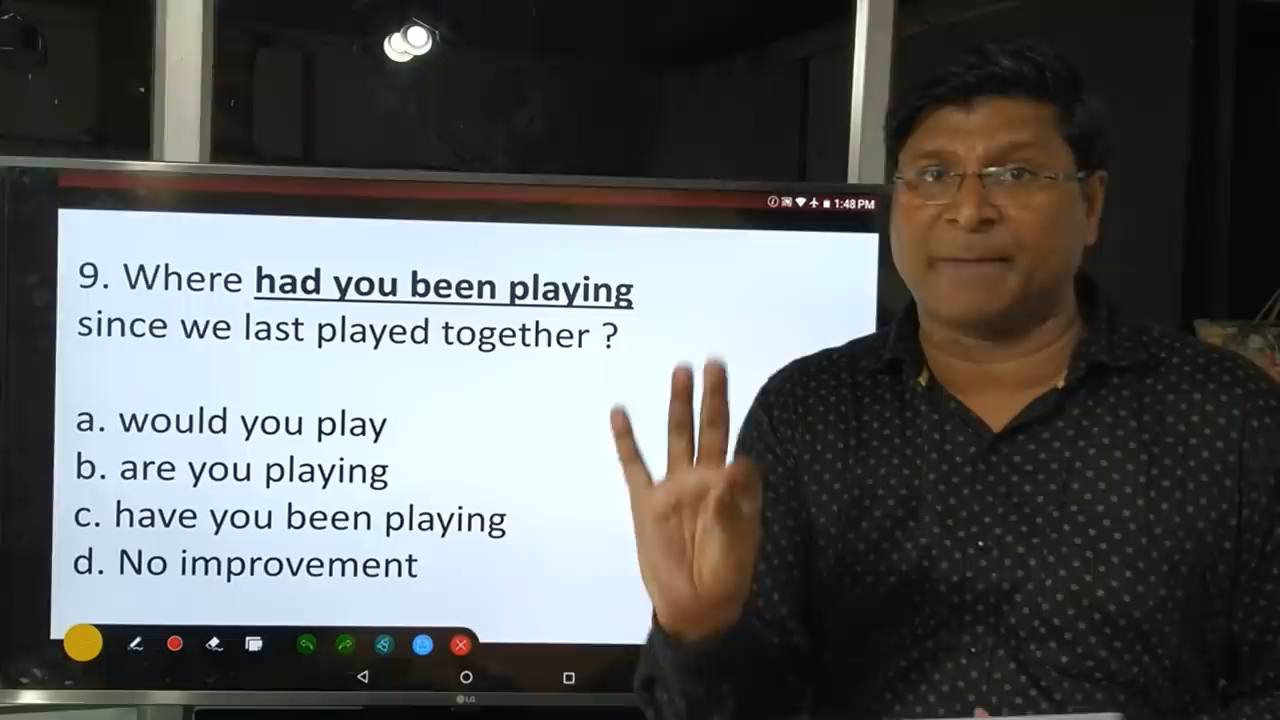 1:48 PM
9. Where had you been playing
since we last played together ?
a. would you play
b. are you playing
c. have you been playing
d. No improvement
LG